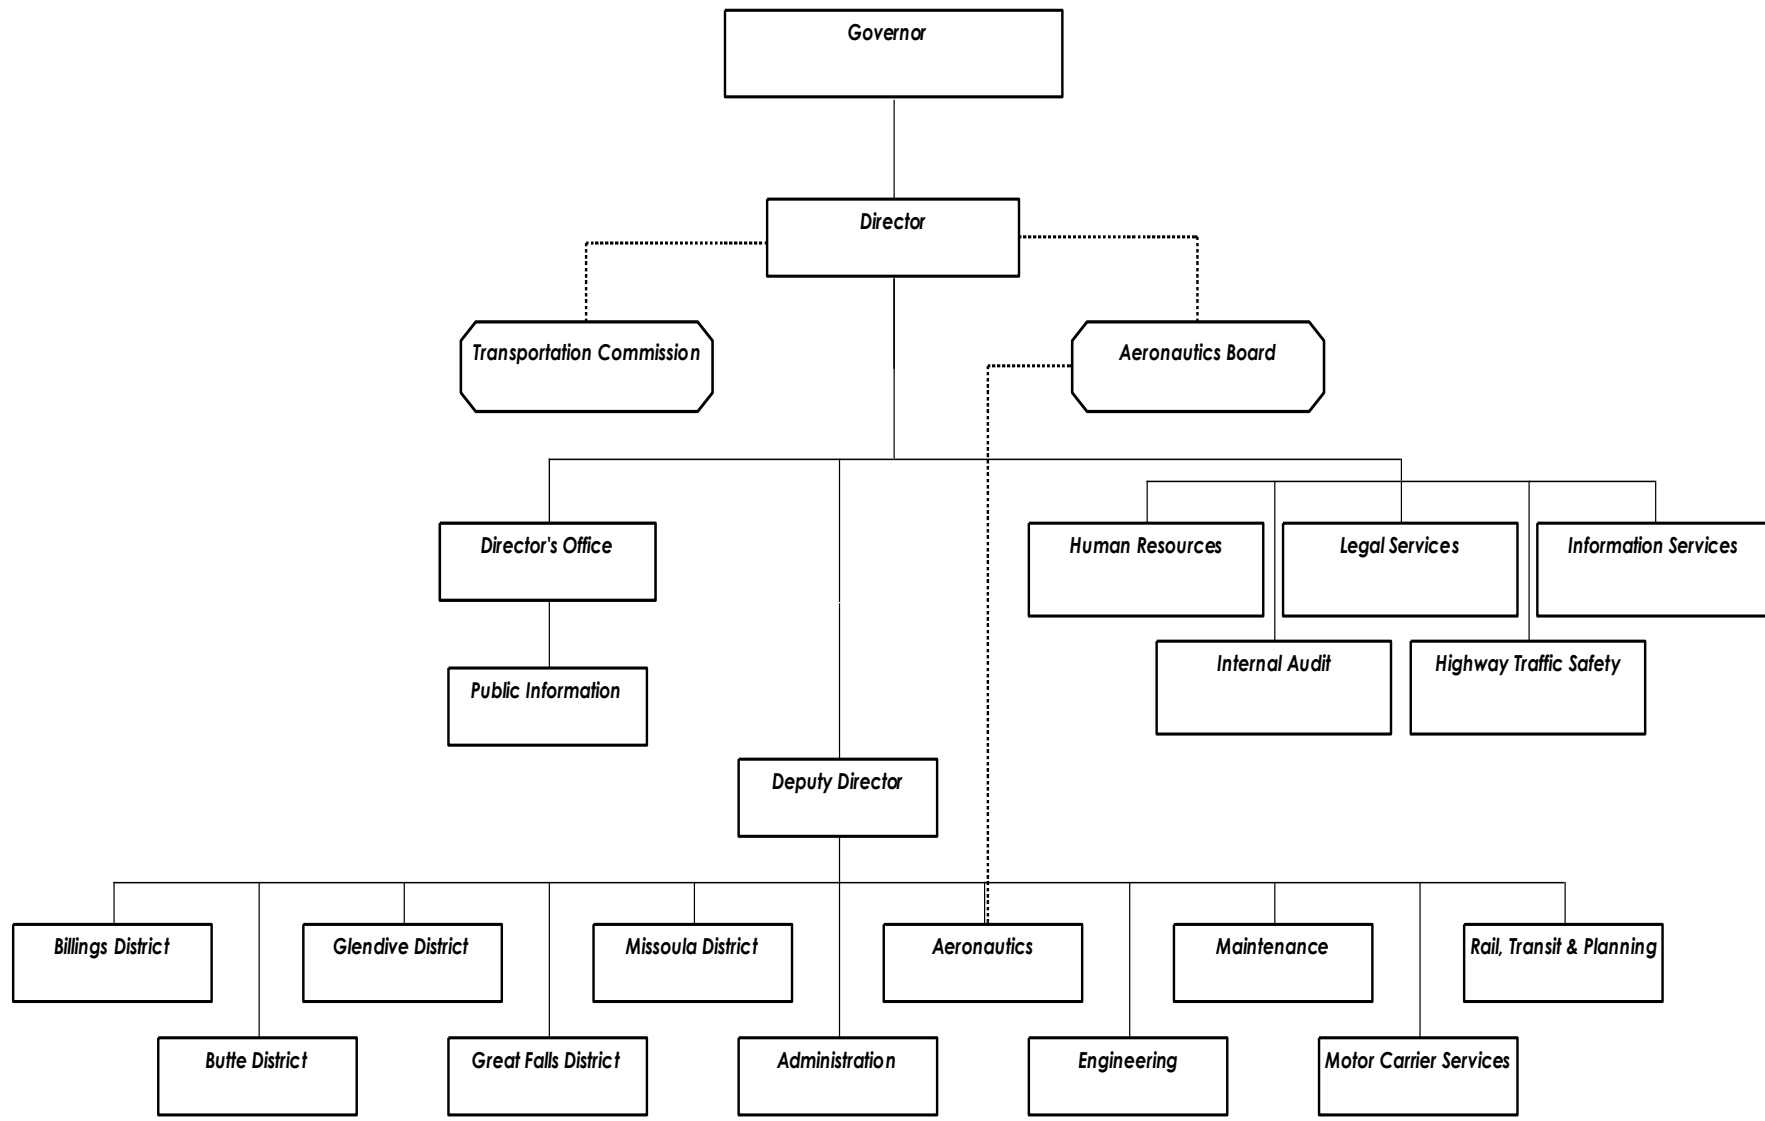 Governor
Director
Transportation Commission
Aeronautics Board
Director's Office
Human Resources
Legal Services
Information Services
Internal Audit
Highway Traffic Safety
Public Information
Deputy Director
Billings District
Glendive District
Missoula District
Aeronautics
Maintenance
Rail, Transit & Planning
Butte District
Great Falls District
Administration
Engineering
Motor Carrier Services